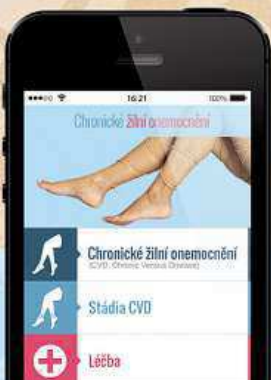 16:21
100%
Chronické žilní onemocnění
Chronické žilní onemocnění
(CVD, Chronic Venous Disease)
Stádia CVD
Léčba